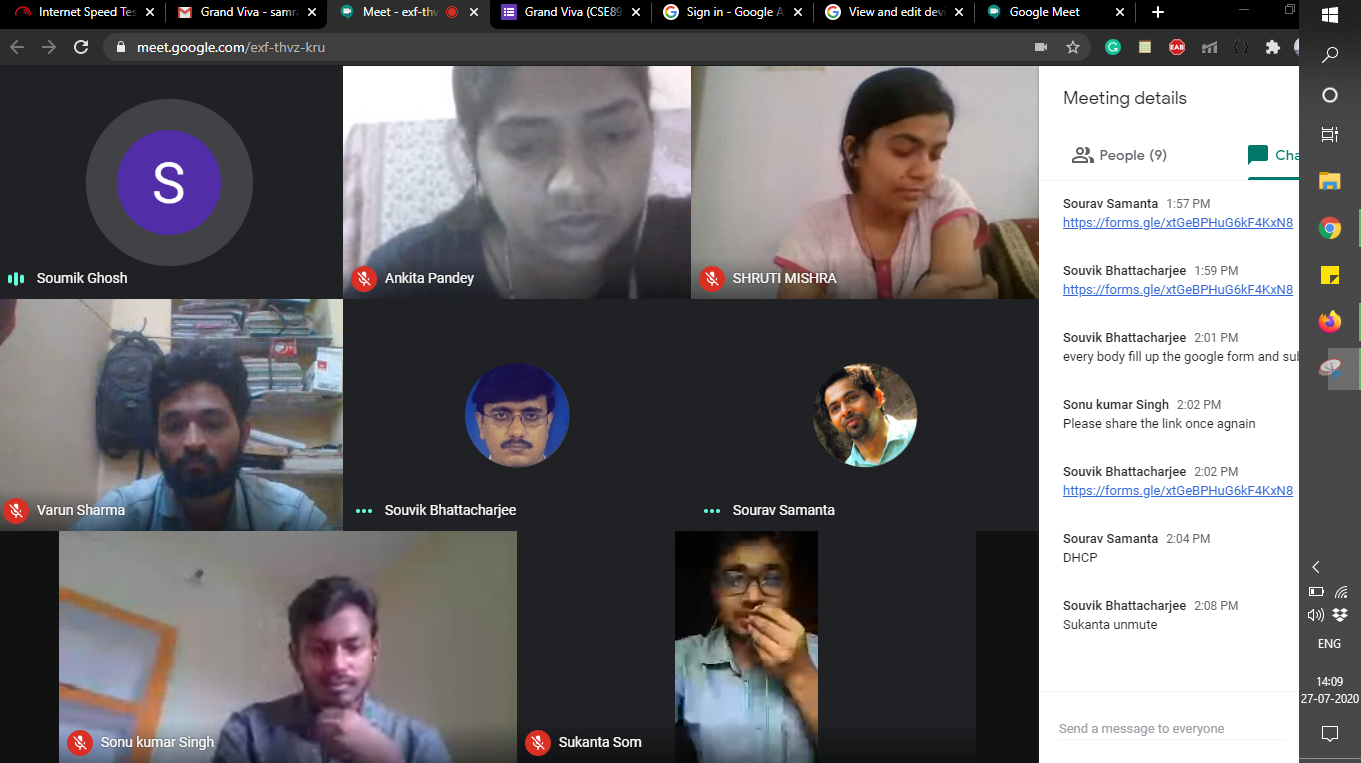 Internet Speed Tes
Grand Viva - samra
Meet - exf-thv
Grand Viva (CSE89
Sign in - Google A
View and edit devi
Google Meet
meet.google.com/exf-thvz-kru
S
Soumik Ghosh
Ankita Pandey
SHRUTI MISHRA
Varun Sharma
Souvik Bhattacharjee
Sourav Samanta
Sonu kumar Singh
Sukanta Som
Meeting details
People (9)
Cha
Sourav Samanta 1:57 PM
https://forms.gle/xtGeBPHuG6kF4KxN8
Souvik Bhattacharjee 1:59 PM
https://forms.gle/xtGeBPHuG6kF4KxN8
Souvik Bhattacharjee 2:01 PM
every body fill up the google form and sub
Sonu kumar Singh 2:02 PM
Please share the link once agnain
Souvik Bhattacharjee 2:02 PM
https://forms.gle/xtGeBPHuG6kF4KxN8
Sourav Samanta 2:04 PM
DHCP
Souvik Bhattacharjee 2:08 PM
Sukanta unmute
Send a message to everyone
EAB
ENG
14:09
27-07-2020